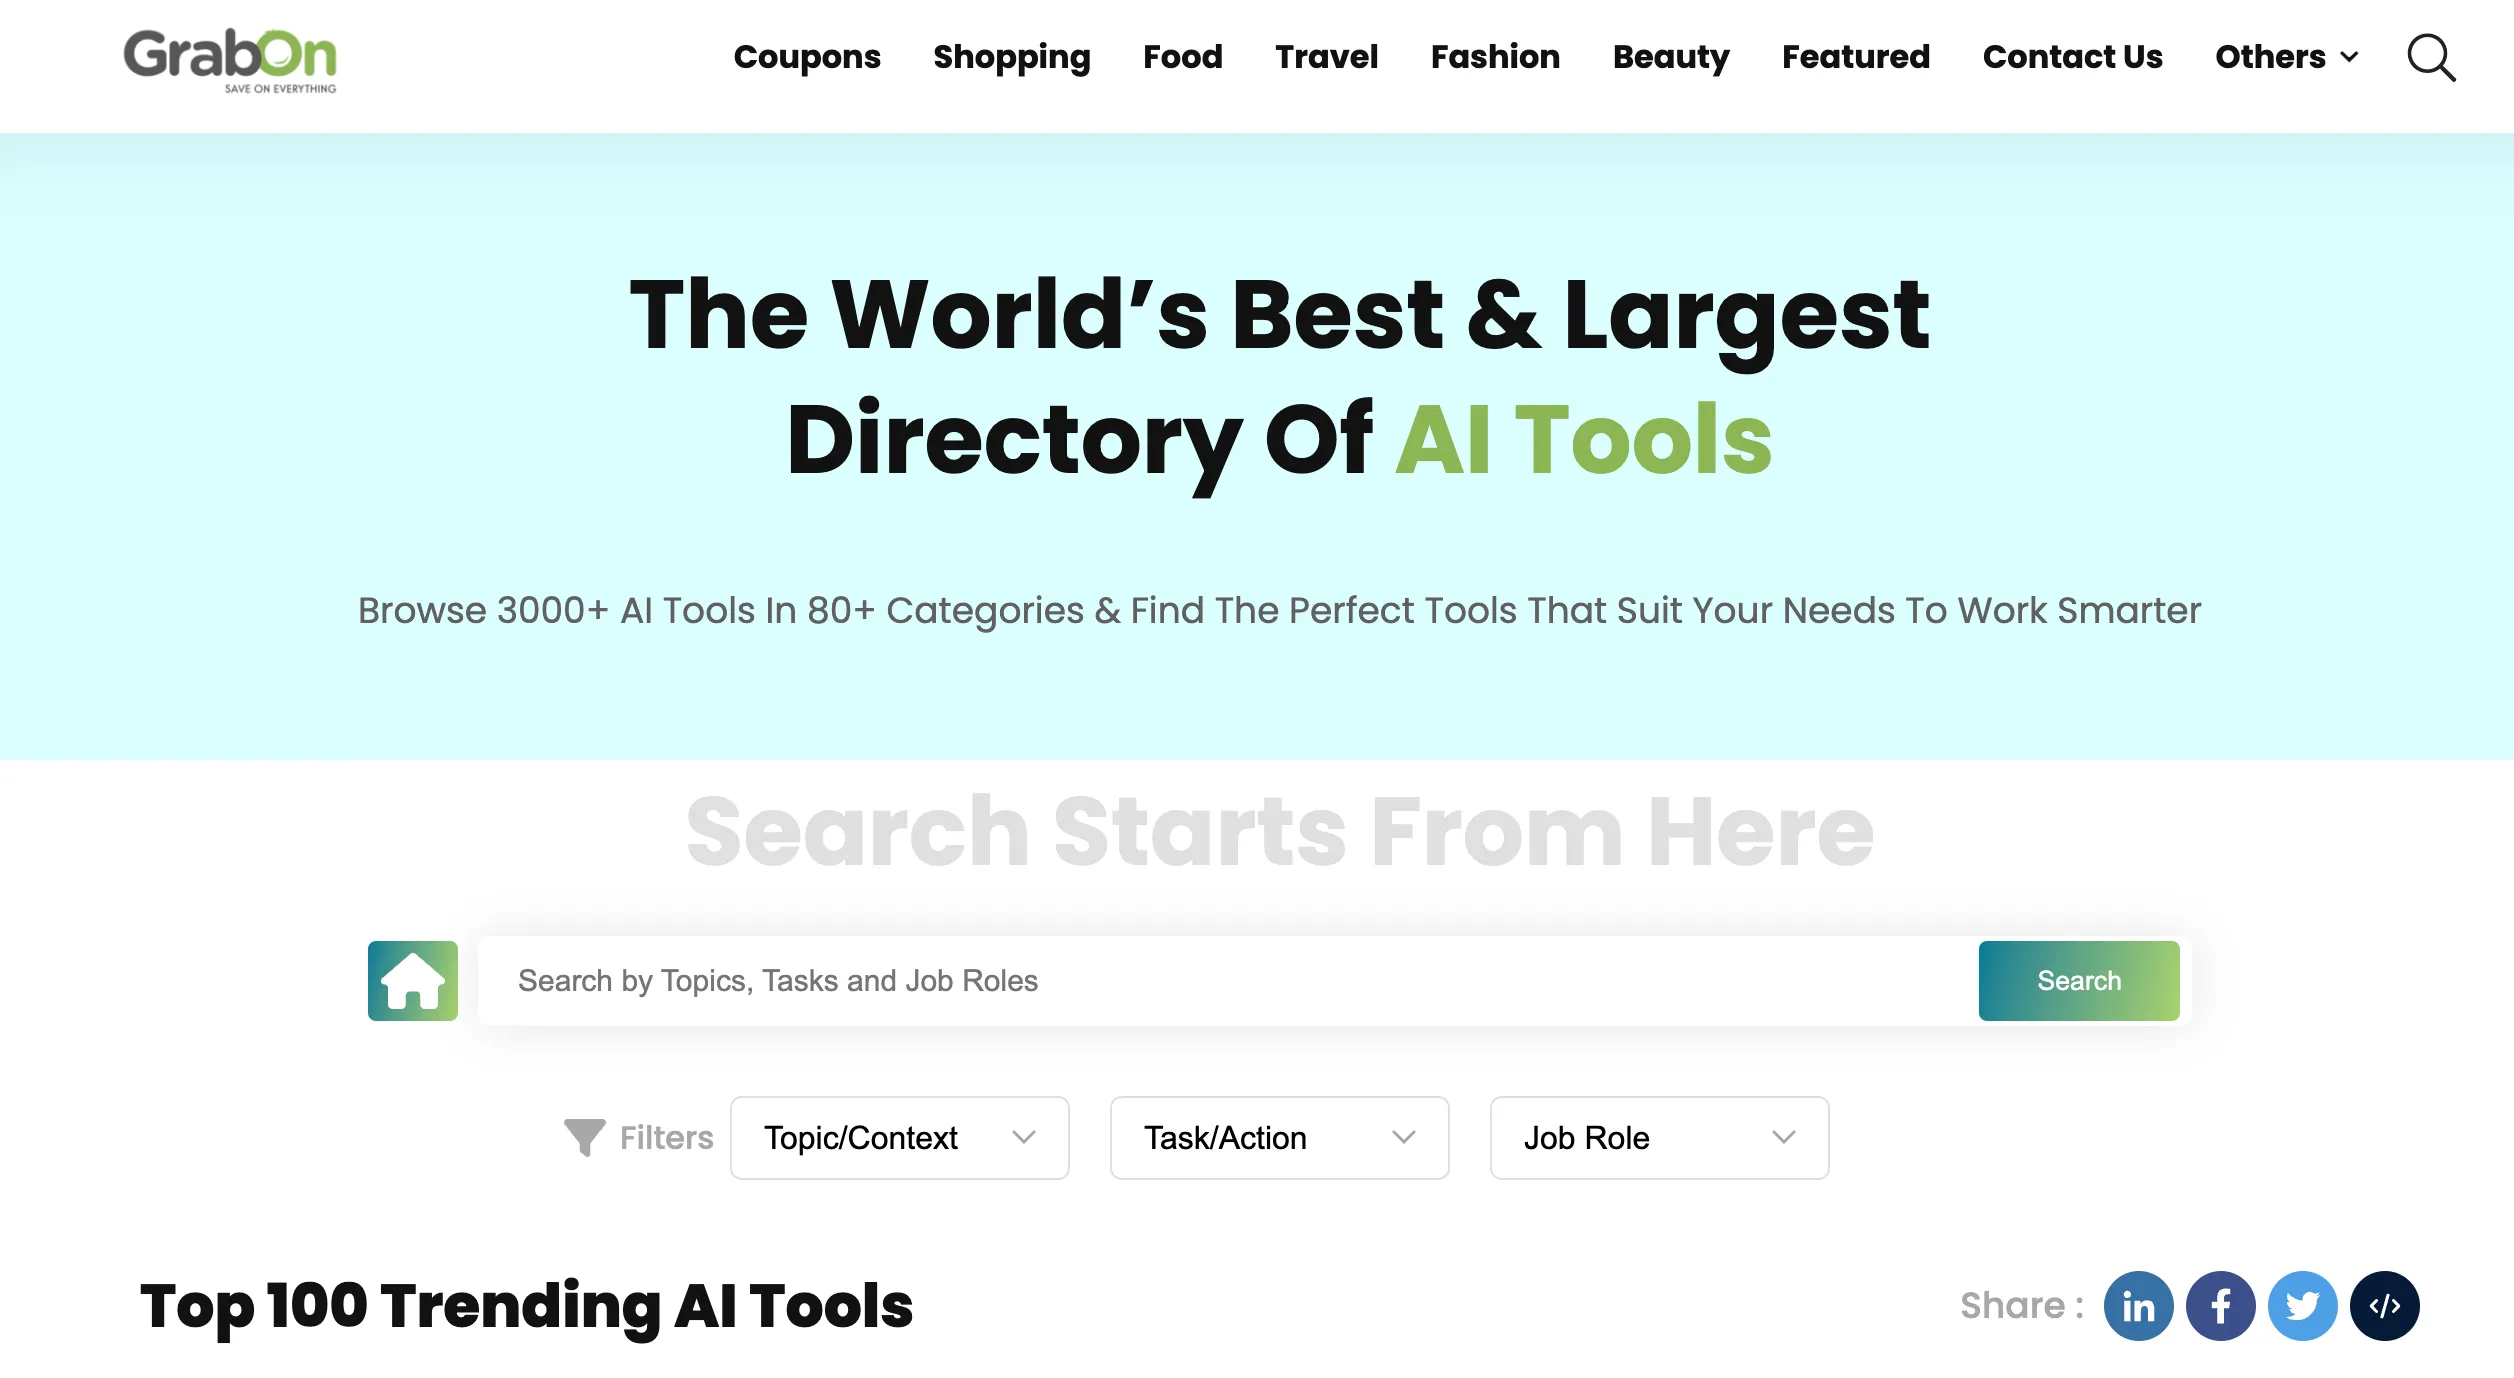 GrabOn
SAVE ON EVERYTHING
Coupons Shopping Food Travel Fashion Beauty Featured Contact Us Others
The World’s Best & Largest
Directory Of AI Tools
Browse 3000+ AI Tools In 80+ Categories & Find The Perfect Tools That Suit Your Needs To Work Smarter
Search Starts From Here
Search by Topics, Tasks and Job Roles Search
Filters Topic/Context Task/Action Job Role
Top 100 Trending AI Tools Share :